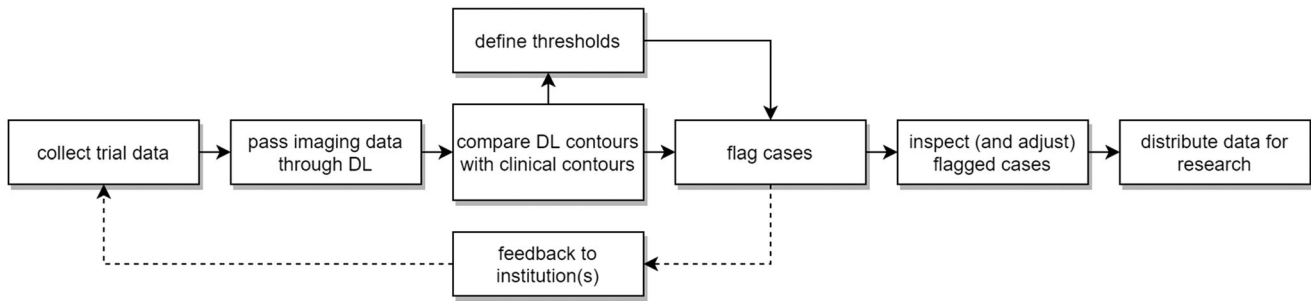 define thresholds
collect trial data
pass imaging data
through DL
compare DL contours
with clinical contours
flag cases
inspect (and adjust)
flagged cases
distribute data for
research
feedback to
institution(s)